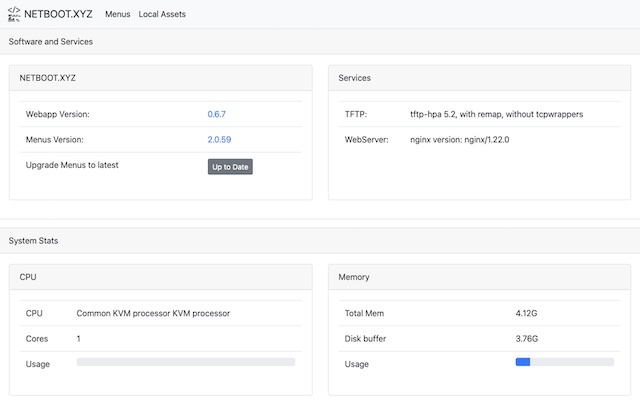 NETBOOT.XYZ Menus Local Assets
Software and Services
NETBOOT.XYZ
Webapp Version: 0.6.7
Menus Version: 2.0.59
Upgrade Menus to latest Up to Date
Services
TFTP: tftp-hpa 5.2, with remap, without tcpwrappers
WebServer: nginx version: nginx/1.22.0
System Stats
CPU
CPU Common KVM processor KVM processor
Cores 1
Usage
Memory
Total Mem 4.12G
Disk buffer 3.76G
Usage